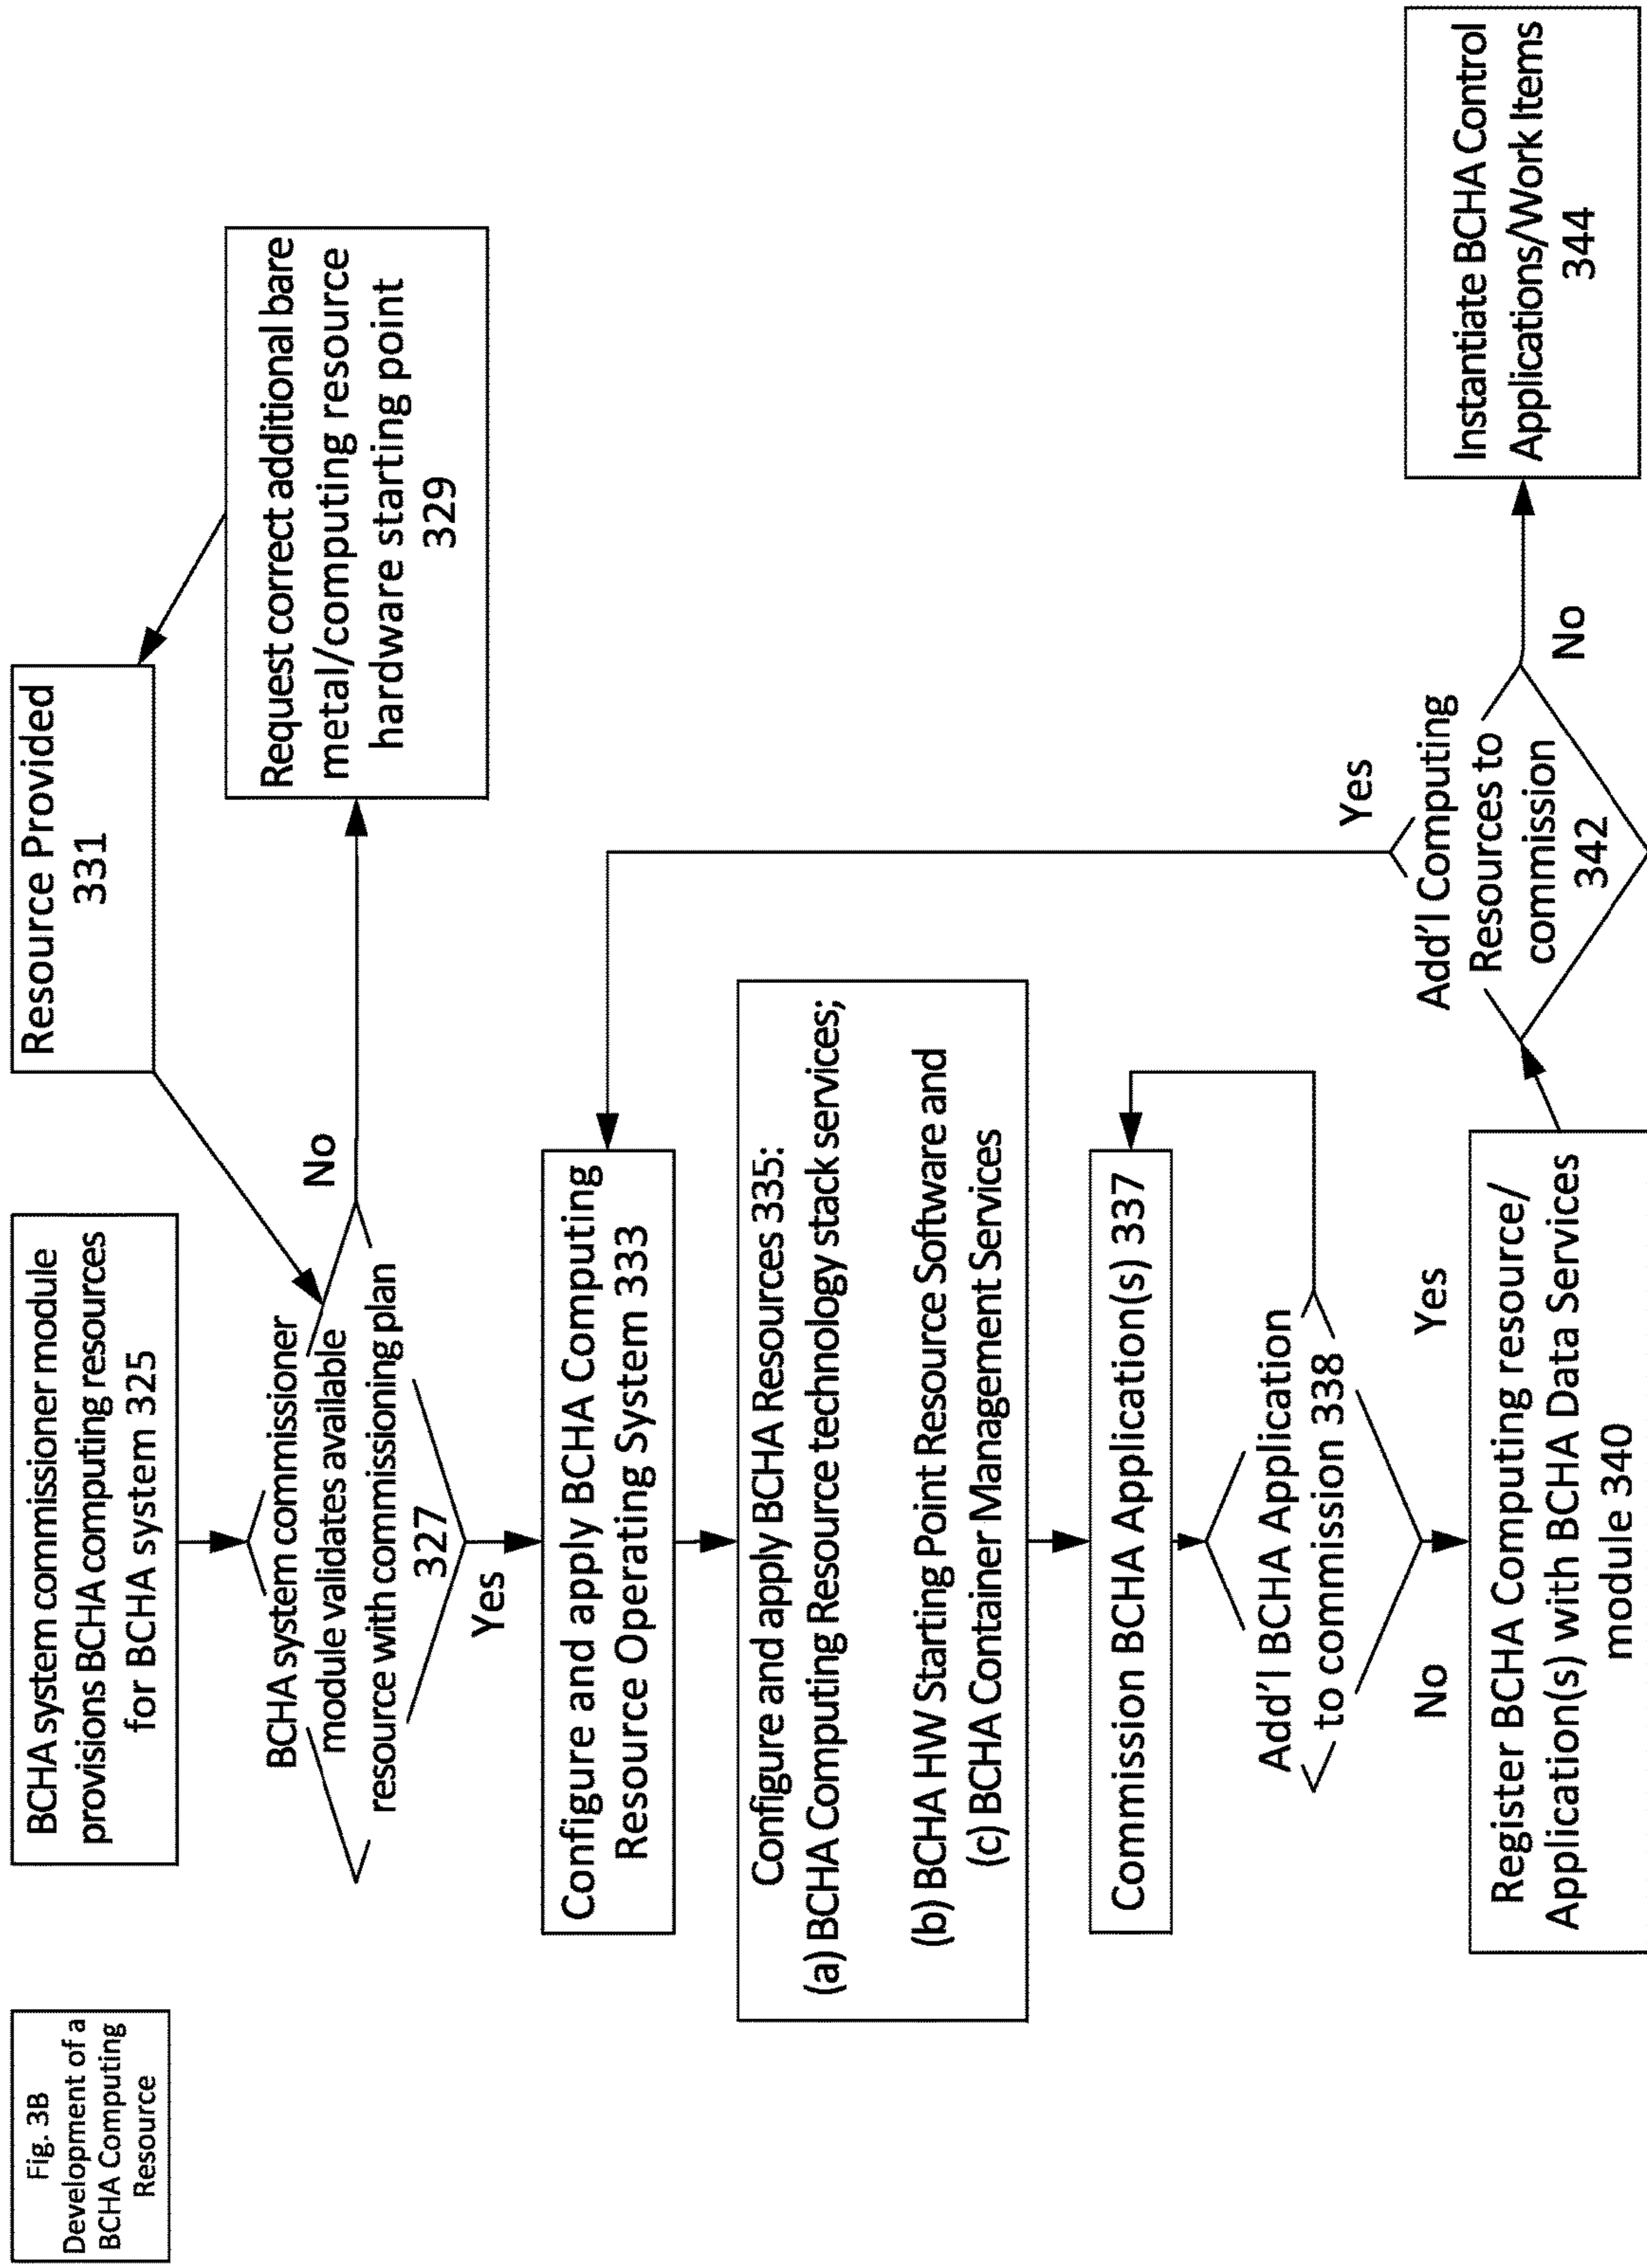 Fig. 3B
Development of a
BCHA Computing
Resource
BCHA system commissioner module
provisions BCHA computing resources
for BCHA system 325
Resource Provided
331
BCHA system commissioner
module validates available
resource with commissioning plan
327
No
Request correct additional bare
metal/computing resource
hardware starting point
329
Yes
Configure and apply BCHA Computing
Resource Operating System 333
Configure and apply BCHA Resources 335:
(a) BCHA Computing Resource technology stack services;
(b) BCHA HW Starting Point Resource Software and
(c) BCHA Container Management Services
Commission BCHA Application(s) 337
Add'l BCHA Application
to commission 338
No
Yes
Register BCHA Computing resource/
Application(s) with BCHA Data Services
module 340
Yes
Add'l Computing
Resources to
commission
342
No
Instantiate BCHA Control
Applications/Work Items
344